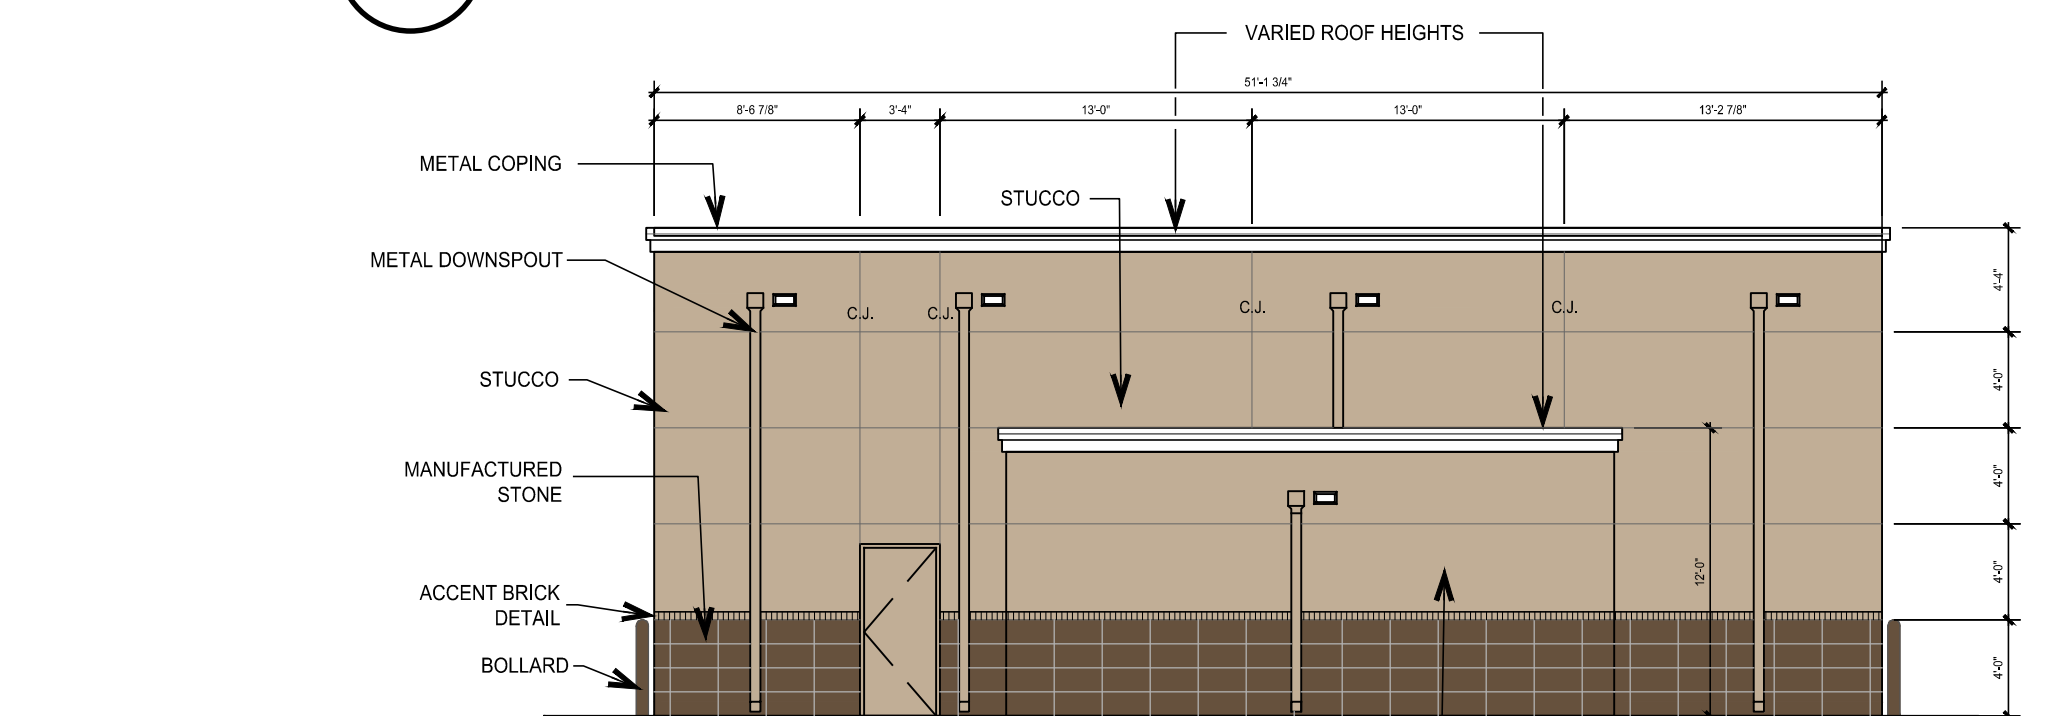 VARIED ROOF HEIGHTS
51'-1 3/4"
8'-6 7/8"
3'-4"
13'-0"
13'-0"
13'-2 7/8"
METAL COPING
STUCCO
METAL DOWNSPOUT
4'-4"
C.J.
C.J.
C.J.
C.J.
STUCCO
4'-0"
MANUFACTURED
STONE
4'-0"
12'-0"
4'-0"
ACCENT BRICK
DETAIL
BOLLARD
4'-0"